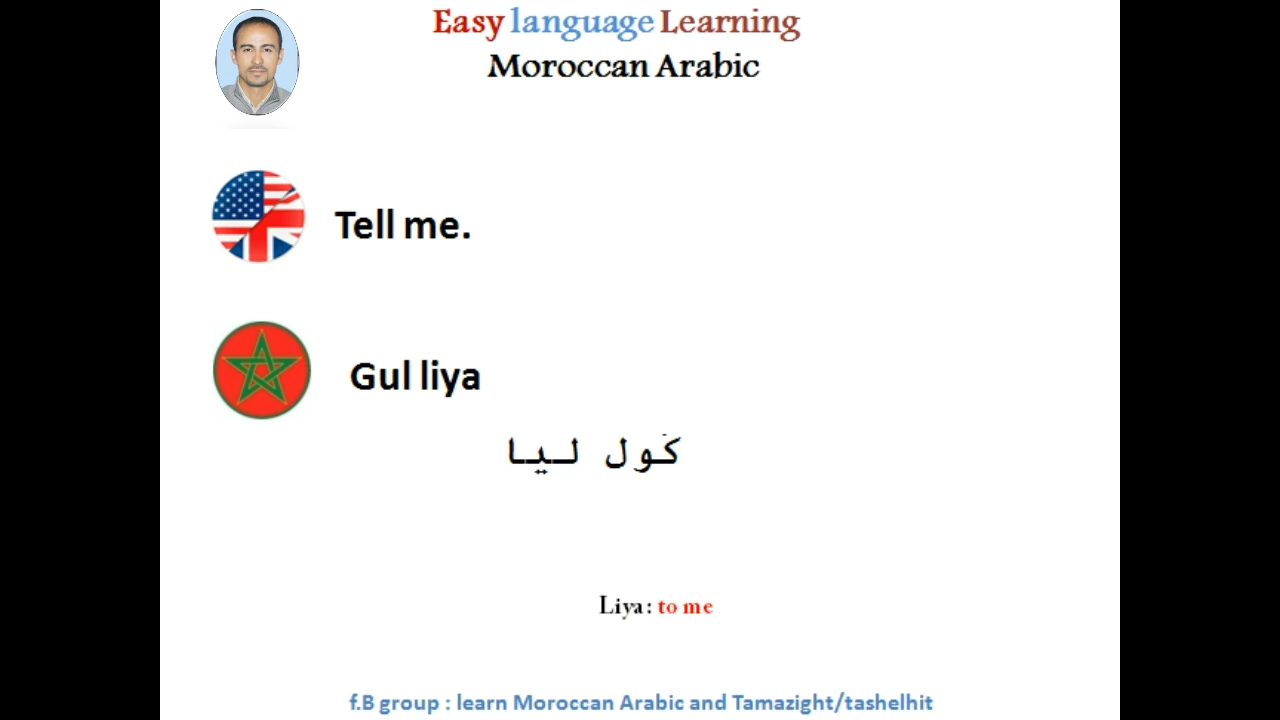 Easy language Learning
Moroccan Arabic
Tell me.
Gul liya
كَول ليا
Liya: to me
f.B group : learn Moroccan Arabic and Tamazight/tashelhit